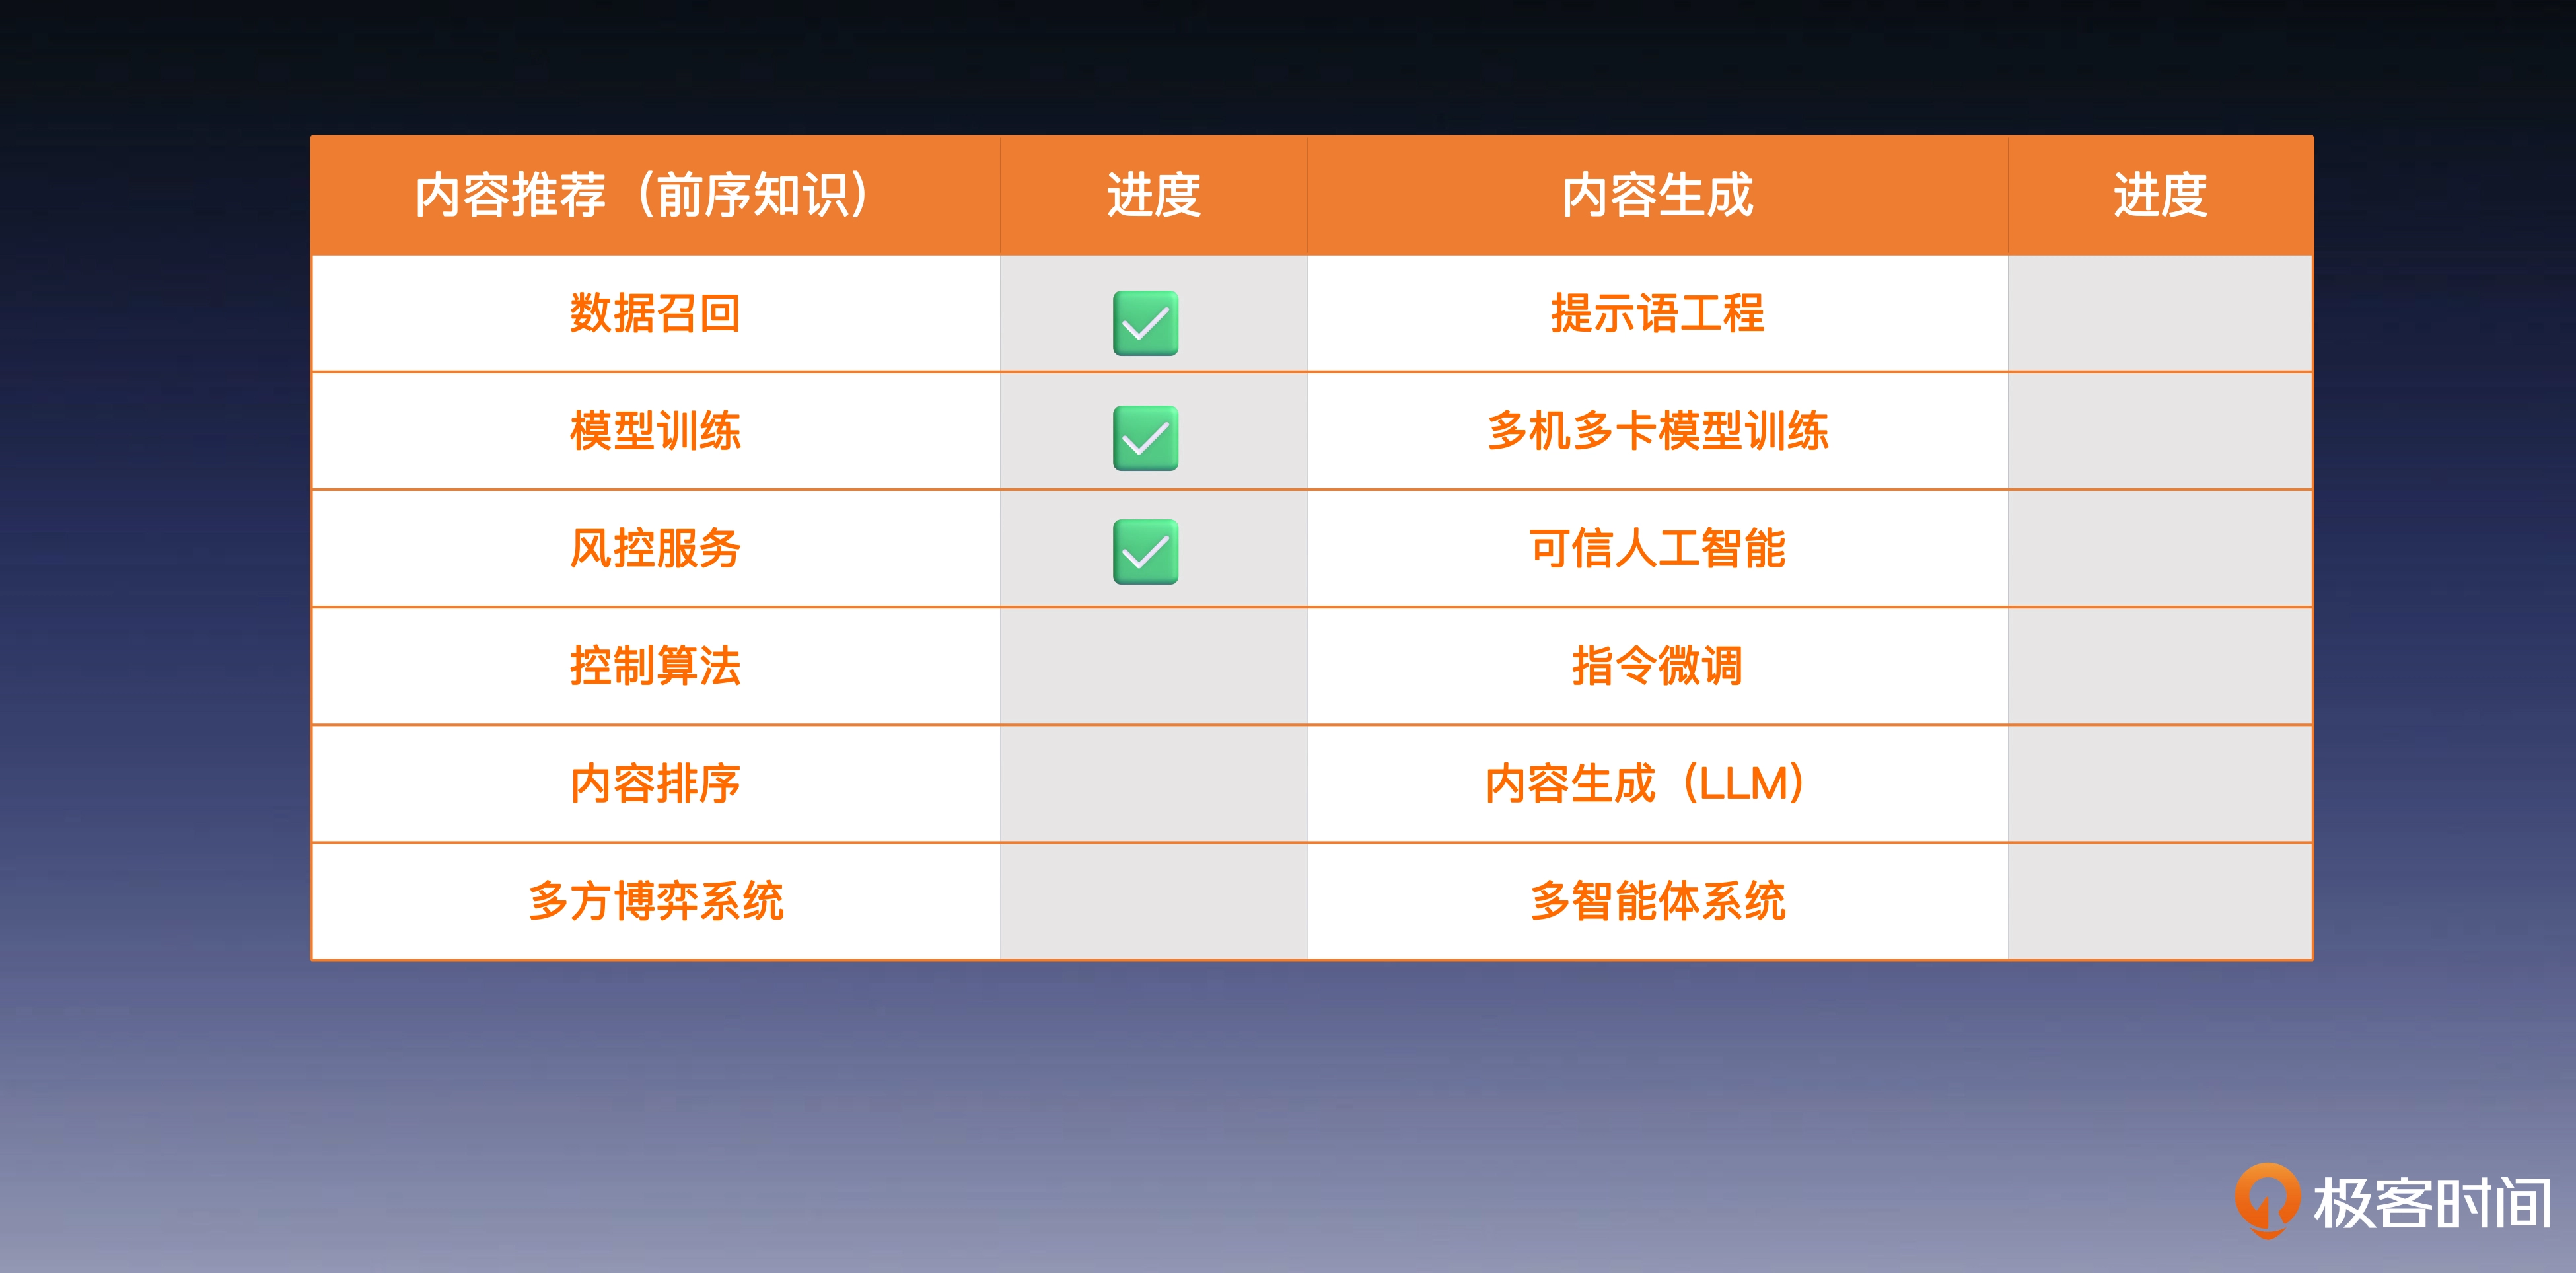 内容推荐（前序知识） 进度 内容生成 进度
数据召回 提示语工程
模型训练 多机多卡模型训练
风控服务 可信人工智能
控制算法 指令微调
内容排序 内容生成（LLM）
多方博弈系统 多智能体系统
极客时间